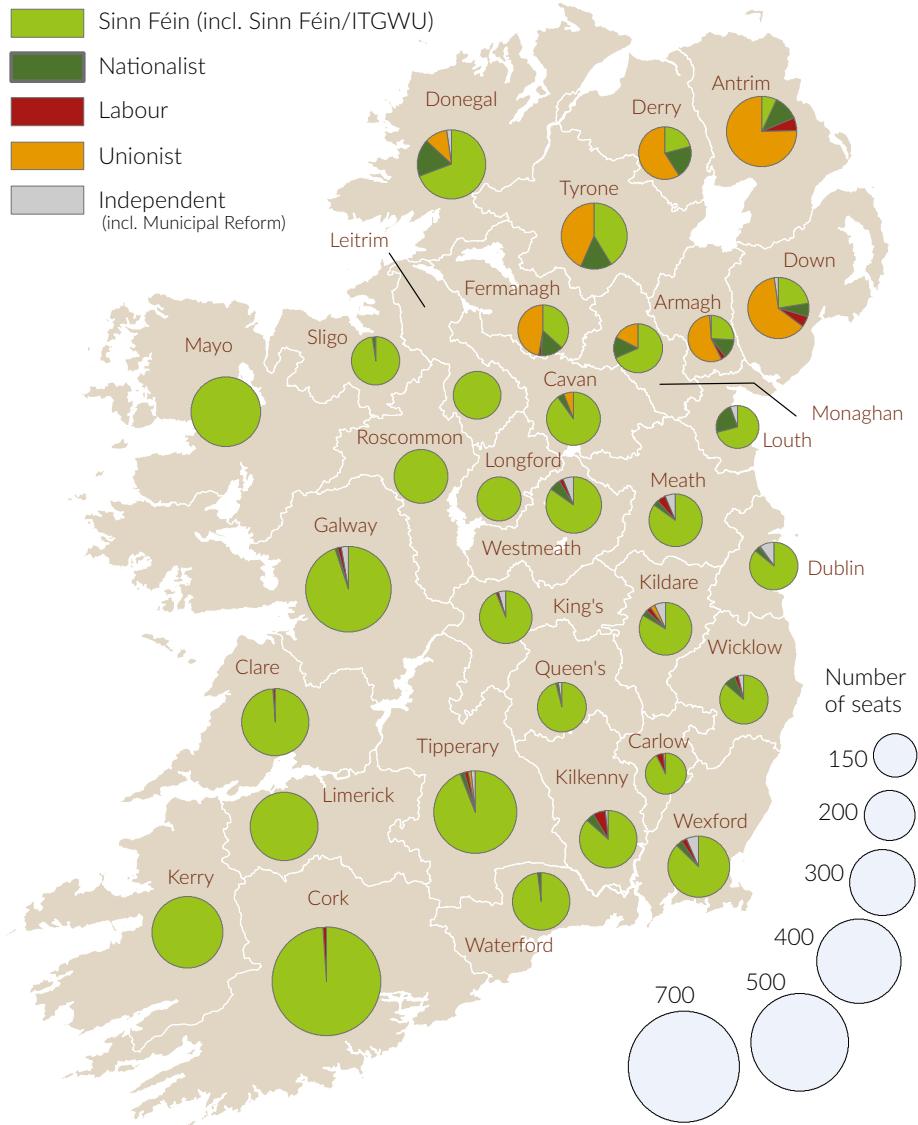 Sinn Féin (incl. Sinn Féin/ITGWU)
Nationalist
Labour
Unionist
Independent
(incl. Municipal Reform)
Donegal
Derry
Antrim
Tyrone
Leitrim
Down
Fermanagh
Armagh
Sligo
Mayo
Cavan
Monaghan
Roscommon
Louth
Longford
Meath
Galway
Westmeath
Dublin
Kildare
King's
Wicklow
Clare
Queen's
Number
of seats
Tipperary
Carlow
150
Kilkenny
Limerick
200
Wexford
300
Kerry
Cork
400
Waterford
500
700